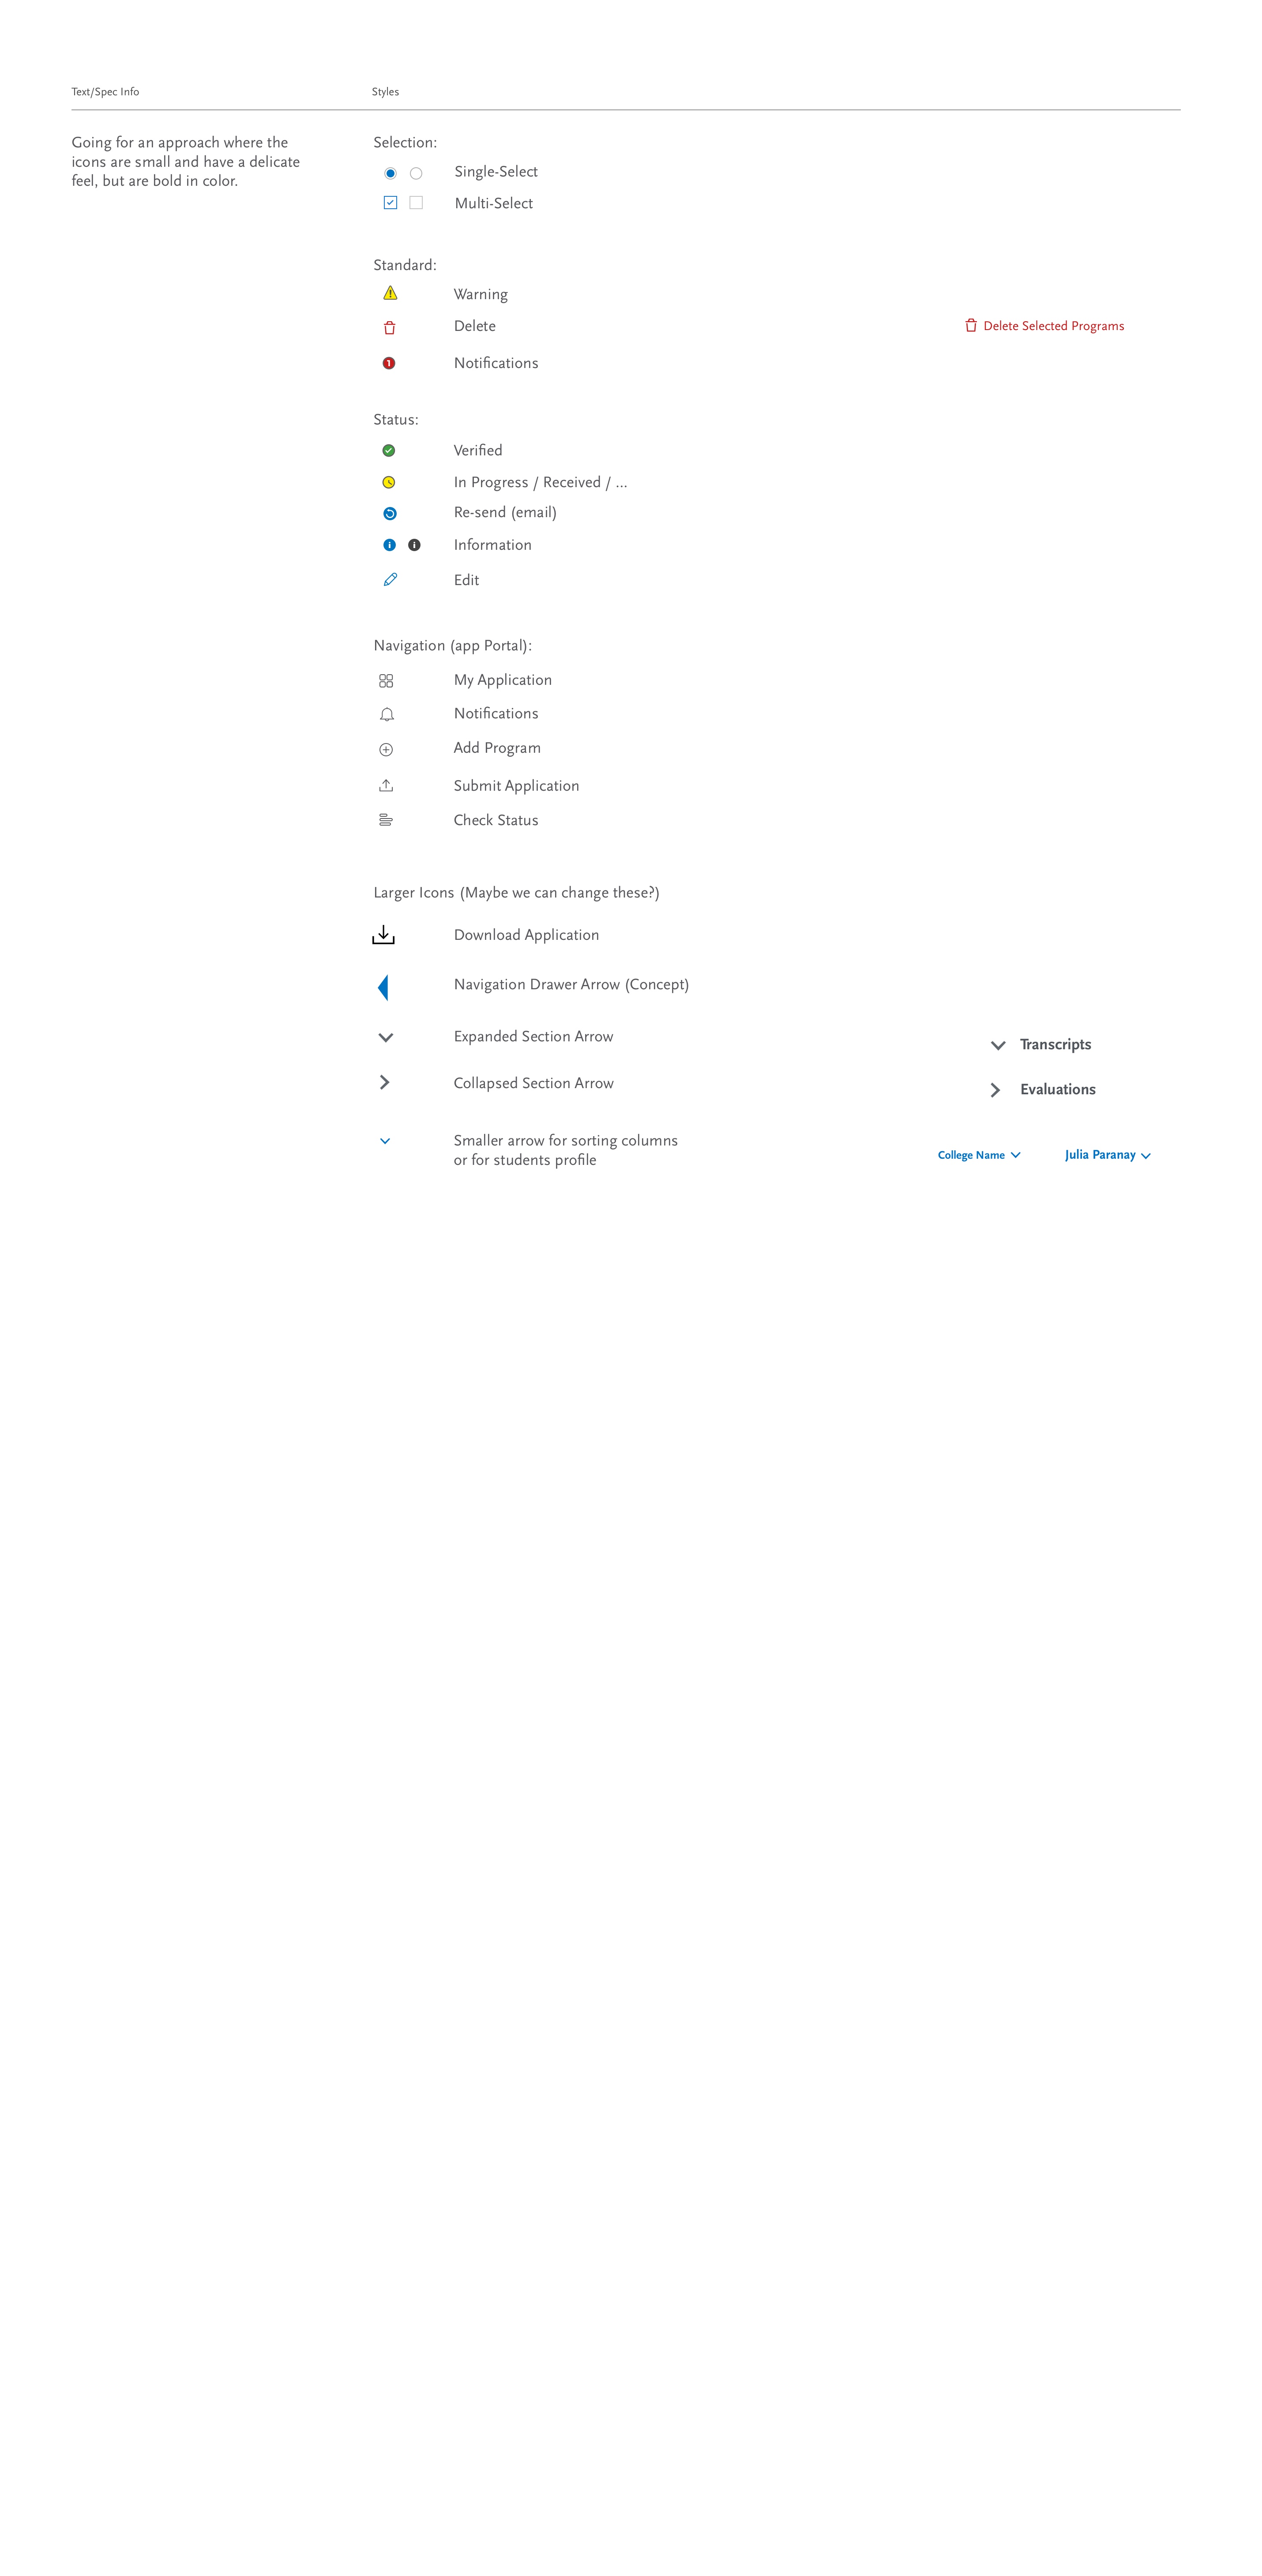 Text/Spec Info
Styles
Going for an approach where the
icons are small and have a delicate
feel, but are bold in color.
Selection:
Single-Select
Multi-Select
Standard:
Warning
Delete
Delete Selected Programs
1
Notifications
Status:
Verified
In Progress / Received / ...
Re-send (email)
Information
Edit
Navigation (app Portal):
My Application
Notifications
Add Program
Submit Application
Check Status
Larger Icons (Maybe we can change these?)
Download Application
Navigation Drawer Arrow (Concept)
Expanded Section Arrow
Transcripts
Collapsed Section Arrow
Evaluations
Smaller arrow for sorting columns
or for students profile
College Name
Julia Paranay